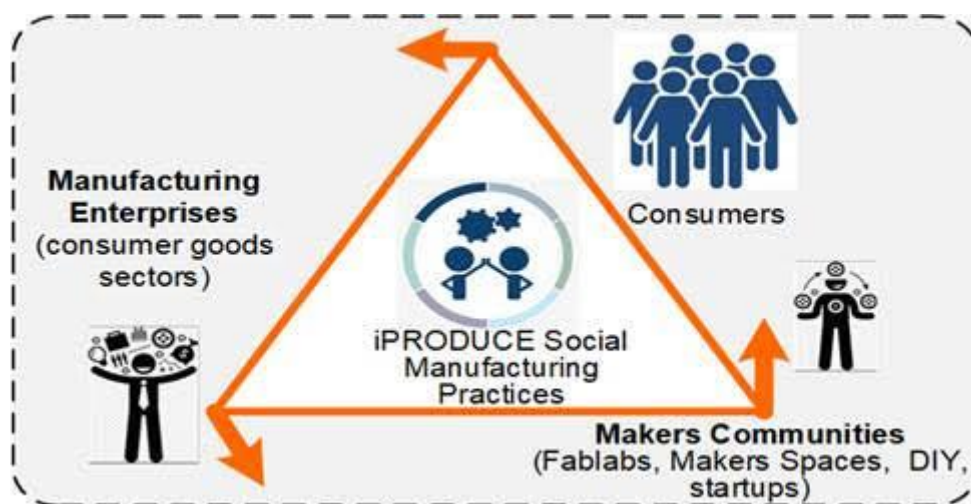 Manufacturing
Enterprises
(consumer goods
sectors)
Consumers
iPRODUCE Social
Manufacturing
Practices
Makers Communities
(Fablabs, Makers Spaces, DIY,
startups)